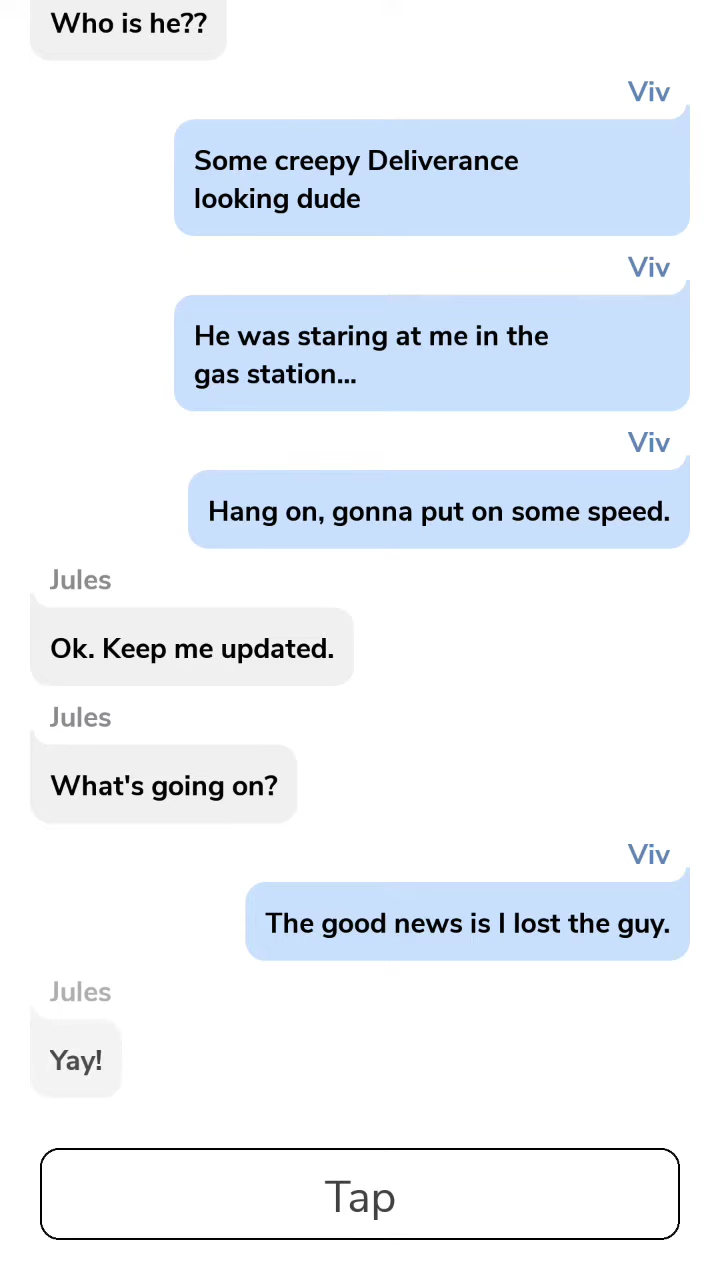 Who is he??
Viv
Some creepy Deliverance
looking dude
Viv
He was staring at me in the
gas station...
Viv
Hang on, gonna put on some speed.
Jules
Ok. Keep me updated.
Jules
What's going on?
Viv
The good news is I lost the guy.
Jules
Yay!
Tap